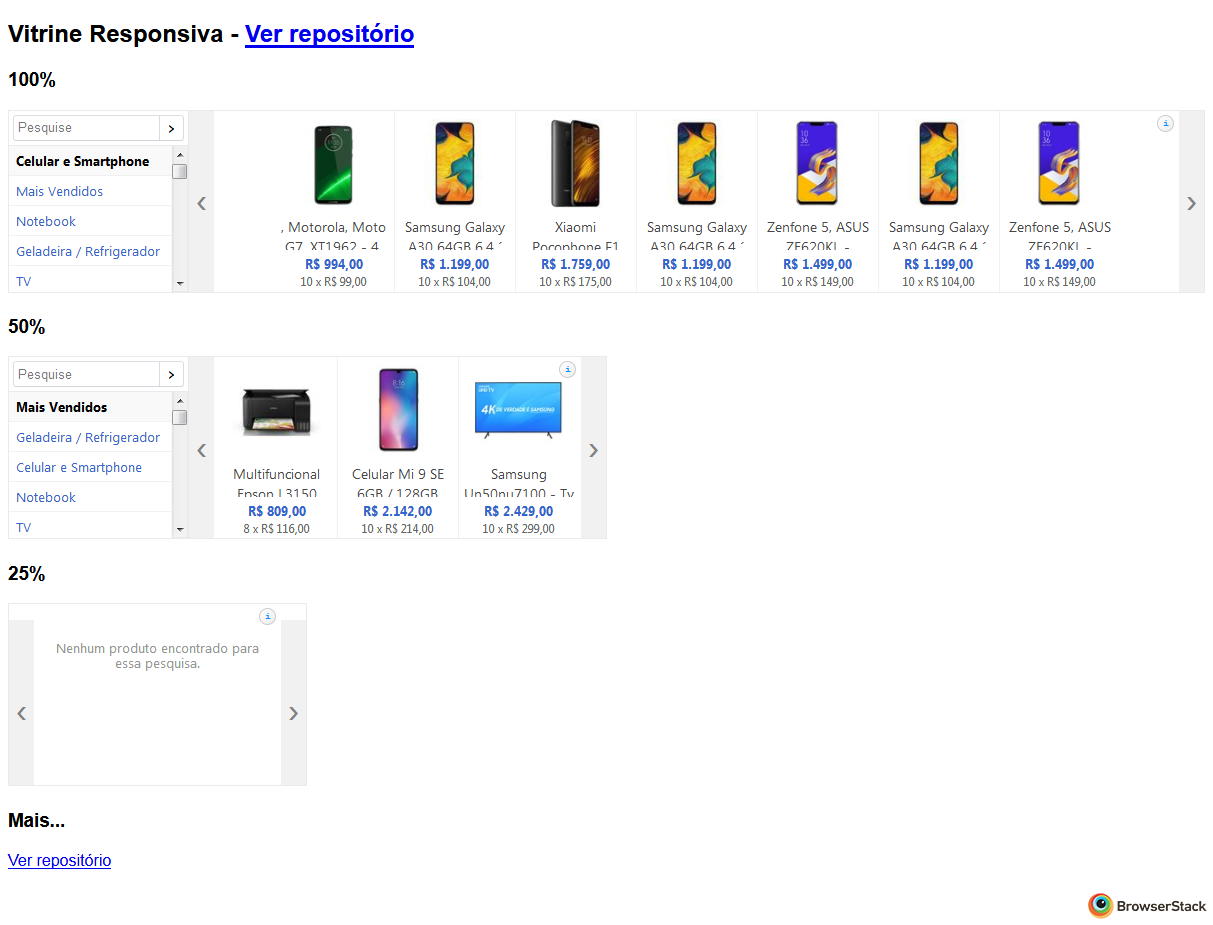 Vitrine Responsiva - Ver repositório
100%
Pesquise
Celular e Smartphone
Mais Vendidos
Notebook
Geladeira / Refrigerador
TV
, Motorola, Moto
G7, XT1962 - 4
R$ 994,00
10 x R$ 99,00
Samsung Galaxy
A30 64GB 6.4
R$ 1.199,00
10 x R$ 104,00
Xiaomi
Pocophone F1
R$ 1.759,00
10 x R$ 175,00
Samsung Galaxy
A30 64GB 6.4
R$ 1.199,00
10 x R$ 104,00
Zenfone 5, ASUS
ZE620KL -
R$ 1.499,00
10 x R$ 149,00
Samsung Galaxy
A30 64GB 6.4
R$ 1.199,00
10 x R$ 104,00
Zenfone 5, ASUS
ZE620KL -
R$ 1.499,00
10 x R$ 149,00
50%
Pesquise
Mais Vendidos
Geladeira / Refrigerador
Celular e Smartphone
Notebook
TV
Multifuncional
Epson L3150
R$ 809,00
8 x R$ 116,00
Celular Mi 9 SE
6GB / 128GB
R$ 2.142,00
10 x R$ 214,00
4K DE VERDADE É SAMSUNG
Samsung
Un50nu7100 - Tv
R$ 2.429,00
10 x R$ 299,00
25%
Nenhum produto encontrado para
essa pesquisa.
Mais...
Ver repositório
BrowserStack